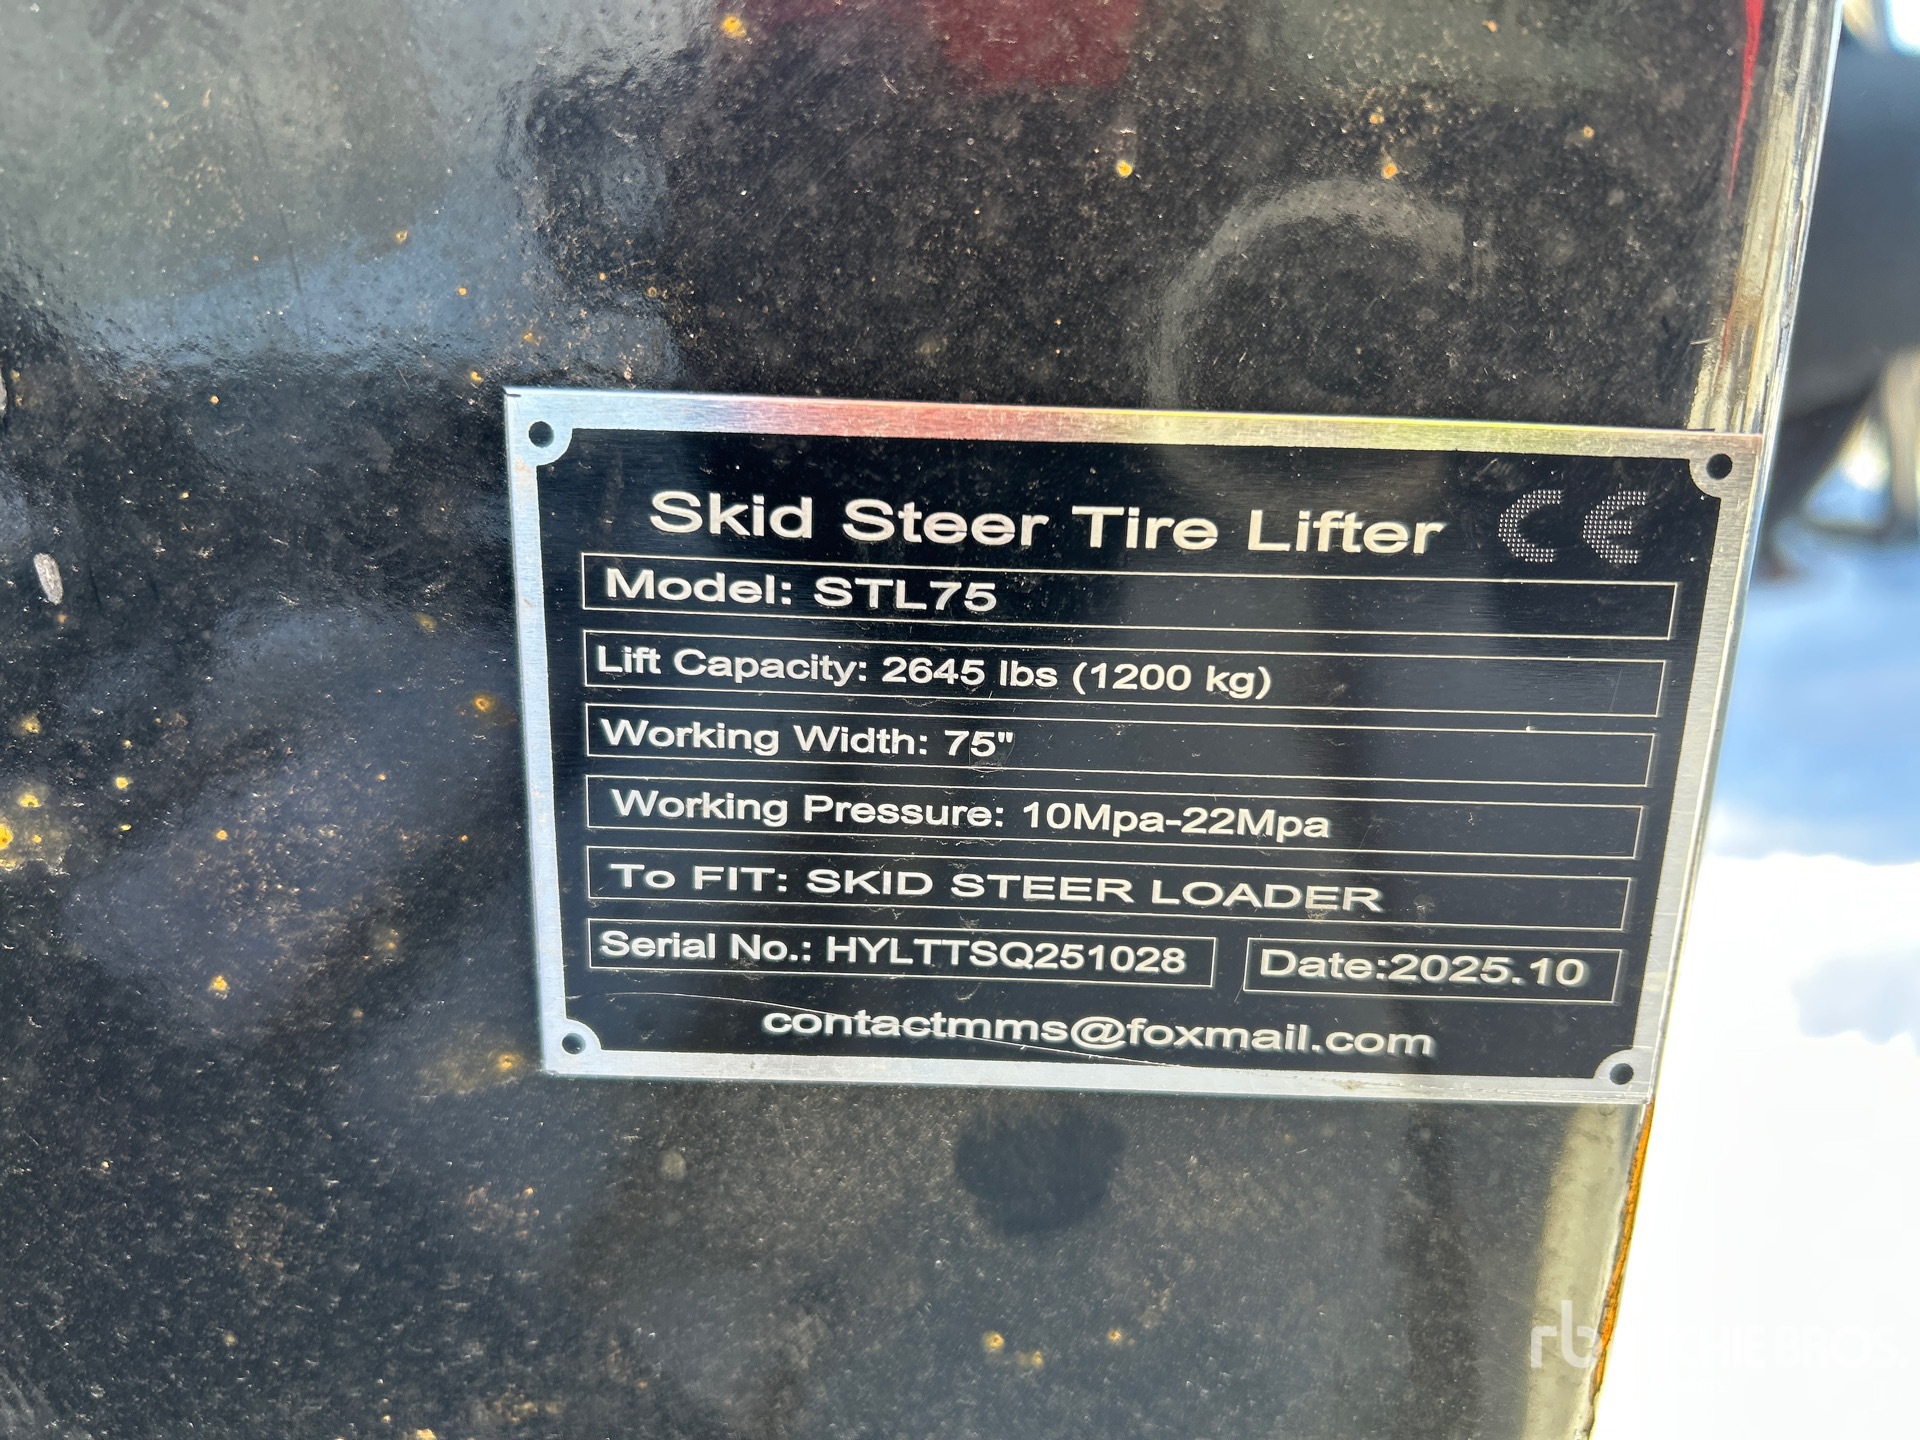 Skid Steer Tire Lifter CE
Model: STL75
Lift Capacity: 2645 lbs (1200 kg)
Working Width: 75"
Working Pressure: 10Mpa-22Mpa
To FIT: SKID STEER LOADER
Serial No.: HYLTTSQ251028 Date:2025.10
contactmms@foxmail.com
rb